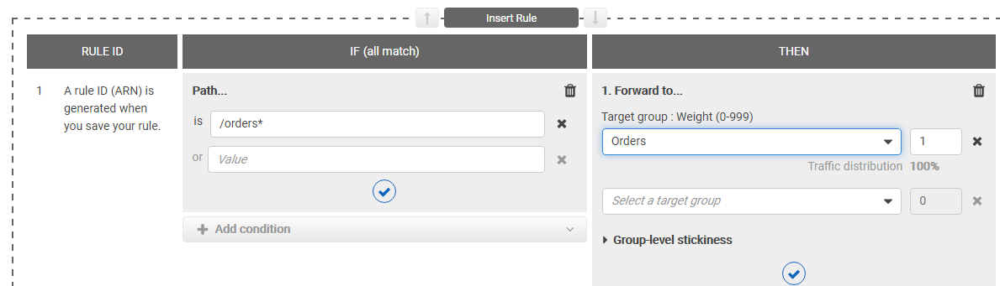 Insert Rule
RULE ID
IF (all match)
THEN
1
A rule ID (ARN) is
generated when
you save your rule.
Path...
is
/orders*
or
Value
Add condition
1. Forward to...
Target group : Weight (0-999)
Orders
1
Traffic distribution 100%
Select a target group
0
Group-level stickiness